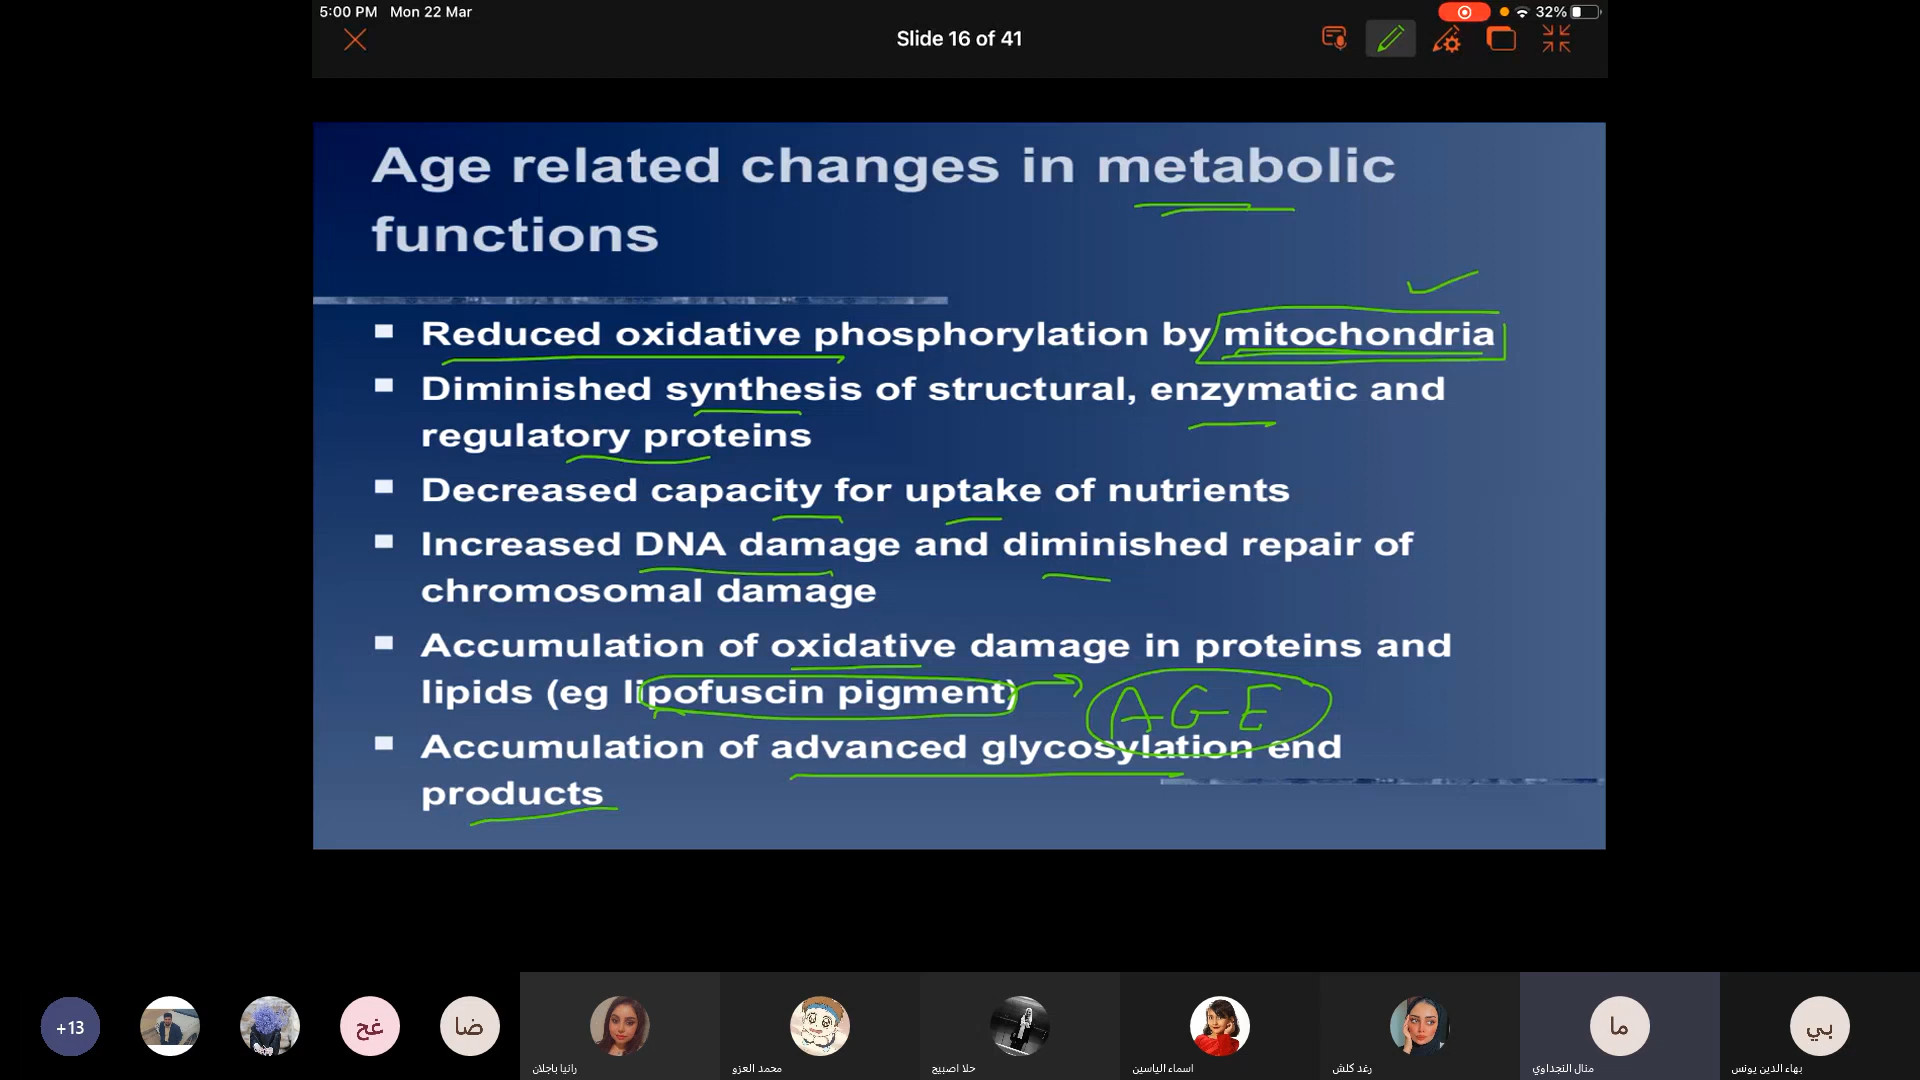 5:00 PM Mon 22 Mar
32%
Slide 16 of 41
Age related changes in metabolic
functions
Reduced oxidative phosphorylation by mitochondria
Diminished synthesis of structural, enzymatic and
regulatory proteins
Decreased capacity for uptake of nutrients
Increased DNA damage and diminished repair of
chromosomal damage
Accumulation of oxidative damage in proteins and
lipids (eg lipofuscin pigment)
AGE
Accumulation of advanced glycosylation end
products
+13
غح
ضا
ما
بي
رانيا باجلان
محمد العزو
حلا اصبيح
اسماء الياسين
رغد كلش
منال النجداوي
بهاء الدين يونس